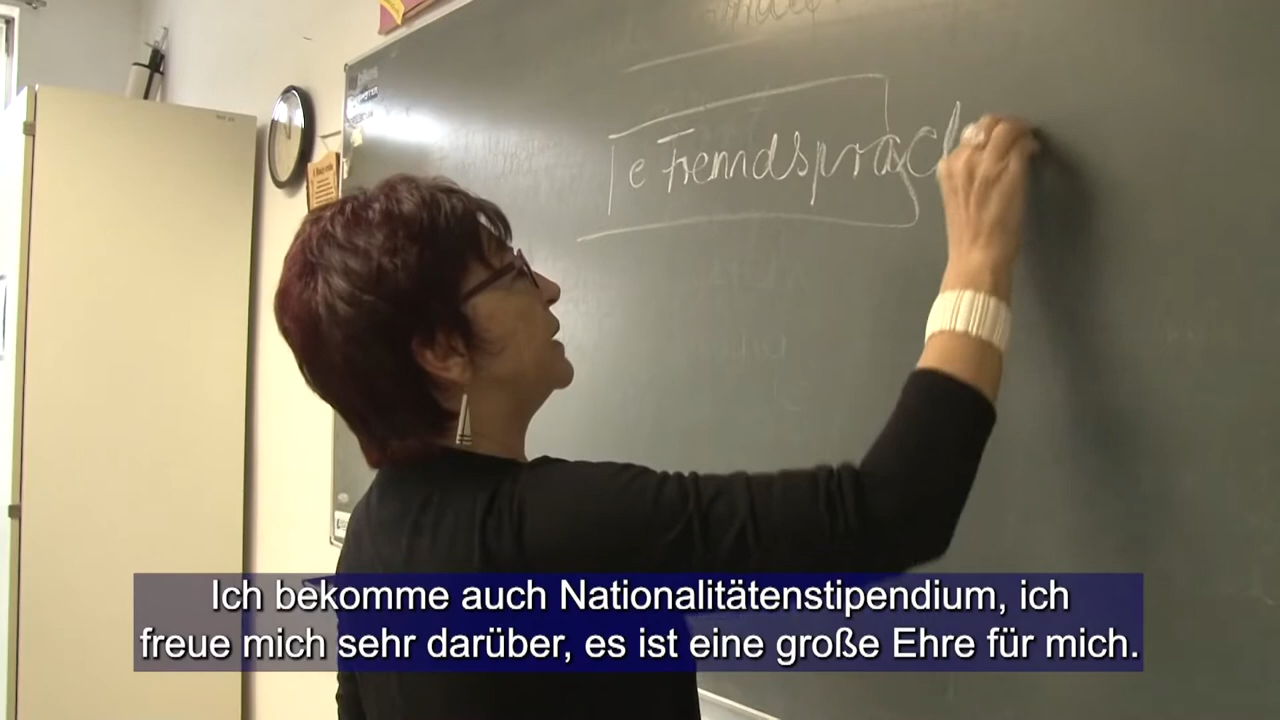 e Fremdsprach
Ich bekomme auch Nationalitätenstipendium, ich
freue mich sehr darüber, es ist eine große Ehre für mich.